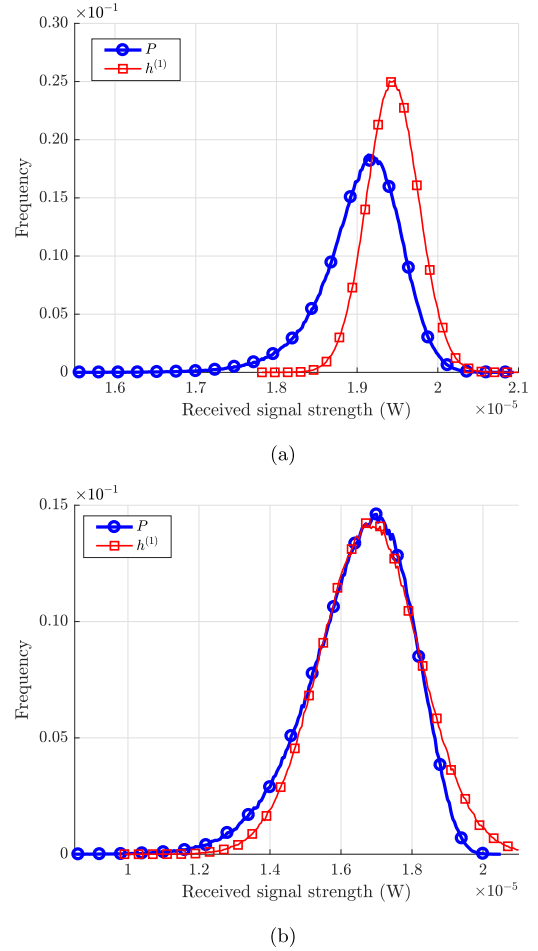 ×10⁻¹
0.30
0.25
0.20
0.15
0.10
0.05
0
Frequency
P
h⁽¹⁾
1.6 1.7 1.8 1.9 2 2.1
Received signal strength (W) ×10⁻⁵
(a)
×10⁻¹
0.15
0.10
0.05
0
Frequency
P
h⁽¹⁾
1 1.2 1.4 1.6 1.8 2
Received signal strength (W) ×10⁻⁵
(b)